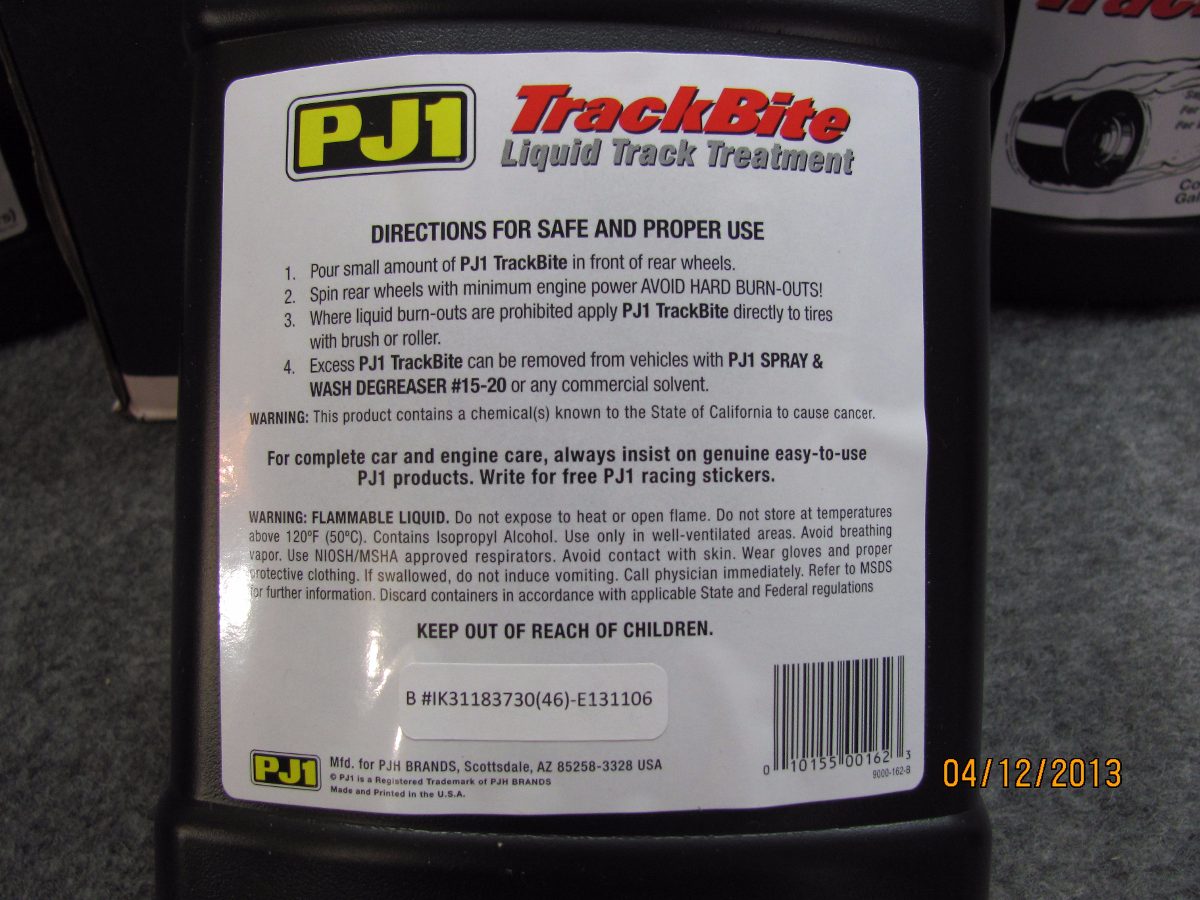 PJ1
TrackBite
Liquid Track Treatment
DIRECTIONS FOR SAFE AND PROPER USE
1. Pour small amount of PJ1 TrackBite in front of rear wheels.
2. Spin rear wheels with minimum engine power AVOID HARD BURN-OUTS!
3. Where liquid burn-outs are prohibited apply PJ1 TrackBite directly to tires
with brush or roller.
4. Excess PJ1 TrackBite can be removed from vehicles with PJ1 SPRAY &
WASH DEGREASER #15-20 or any commercial solvent.
WARNING: This product contains a chemical(s) known to the State of California to cause cancer.
For complete car and engine care, always insist on genuine easy-to-use
PJ1 products. Write for free PJ1 racing stickers.
WARNING: FLAMMABLE LIQUID. Do not expose to heat or open flame. Do not store at temperatures
above 120°F (50°C). Contains Isopropyl Alcohol. Use only in well-ventilated areas. Avoid breathing
vapor. Use NIOSH/MSHA approved respirators. Avoid contact with skin. Wear gloves and proper
protective clothing. If swallowed, do not induce vomiting. Call physician immediately. Refer to MSDS
for further information. Discard containers in accordance with applicable State and Federal regulations
KEEP OUT OF REACH OF CHILDREN.
B #IK31183730(46)-E131106
PJ1
Mfd. for PJH BRANDS, Scottsdale, AZ 85258-3328 USA
© PJ1 is a Registered Trademark of PJH BRANDS
Made and Printed in the U.S.A.
0 10155 00162 3
9000-162-B
04/12/2013